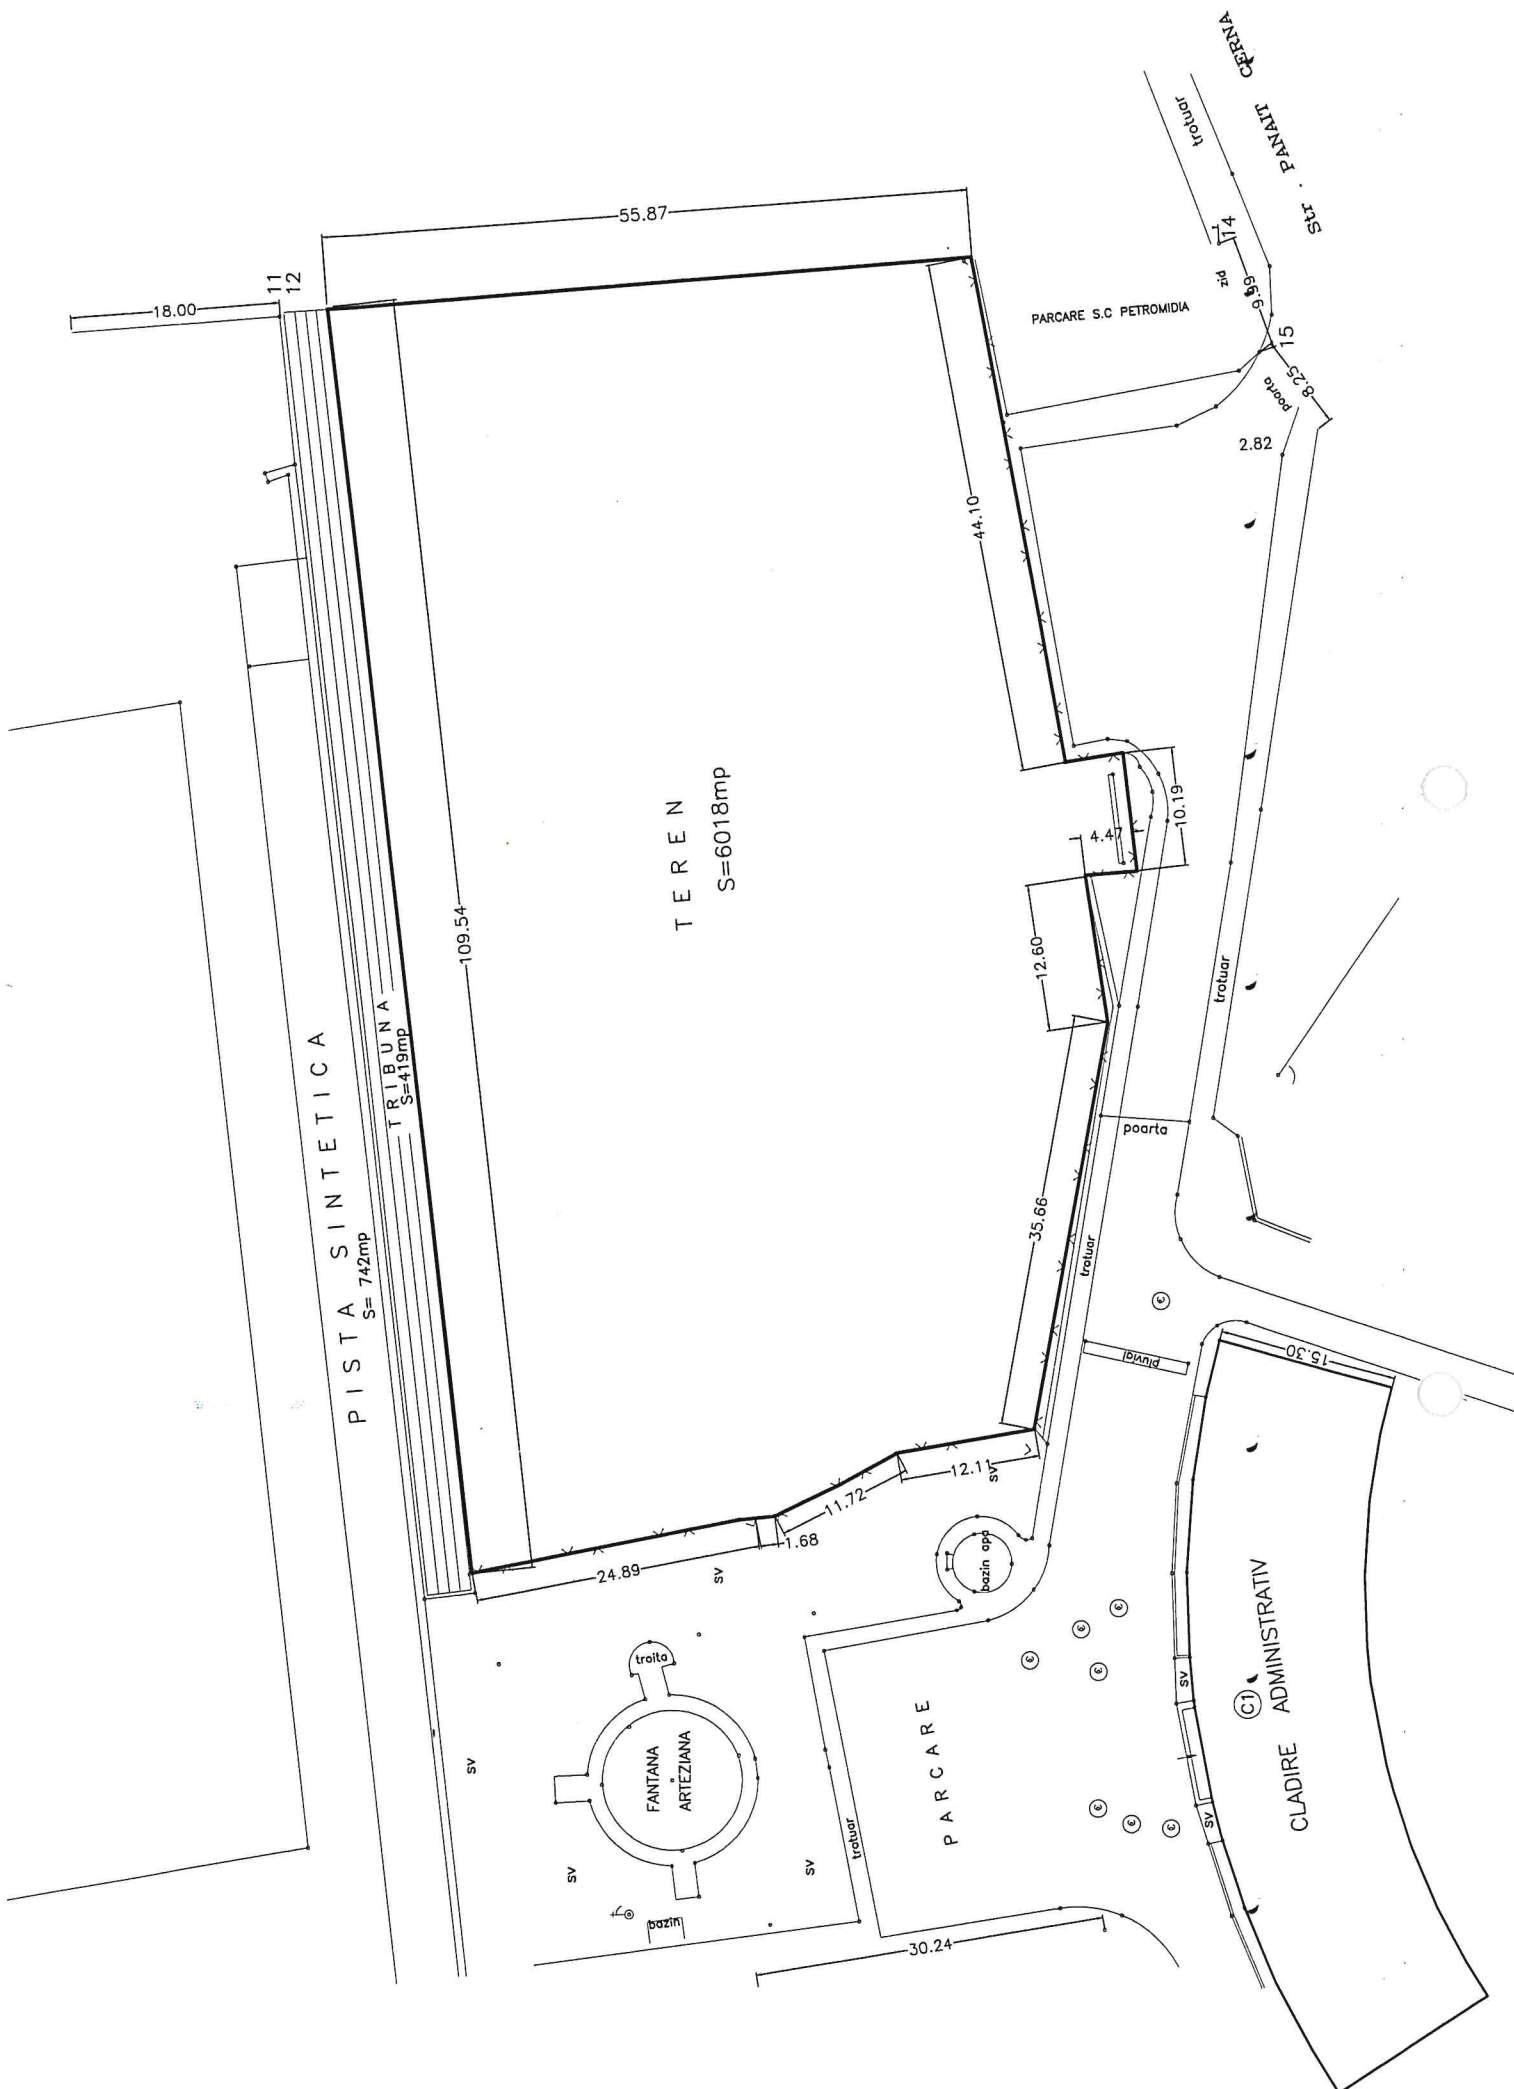 Str. PANAIT CERNA
trotuar
14
zid
9.99
15
55.87
11
12
18.00
PARCARE S.C PETROMIDIA
poarta
8.25
2.82
44.10
10.19
4.47
12.60
109.54
TEREN
S=6018mp
TRIBUNA
S=419mp
PISTA SINTETICA
S= 742mp
trotuar
poarta
35.66
trotuar
pluvial
15.30
12.11
sv
11.72
1.68
24.89
sv
bazin apa
troita
FANTANA
ARTEZIANA
sv
sv
sv
bazin
trotuar
PARCARE
30.24
sv
sv
C1
CLADIRE ADMINISTRATIV